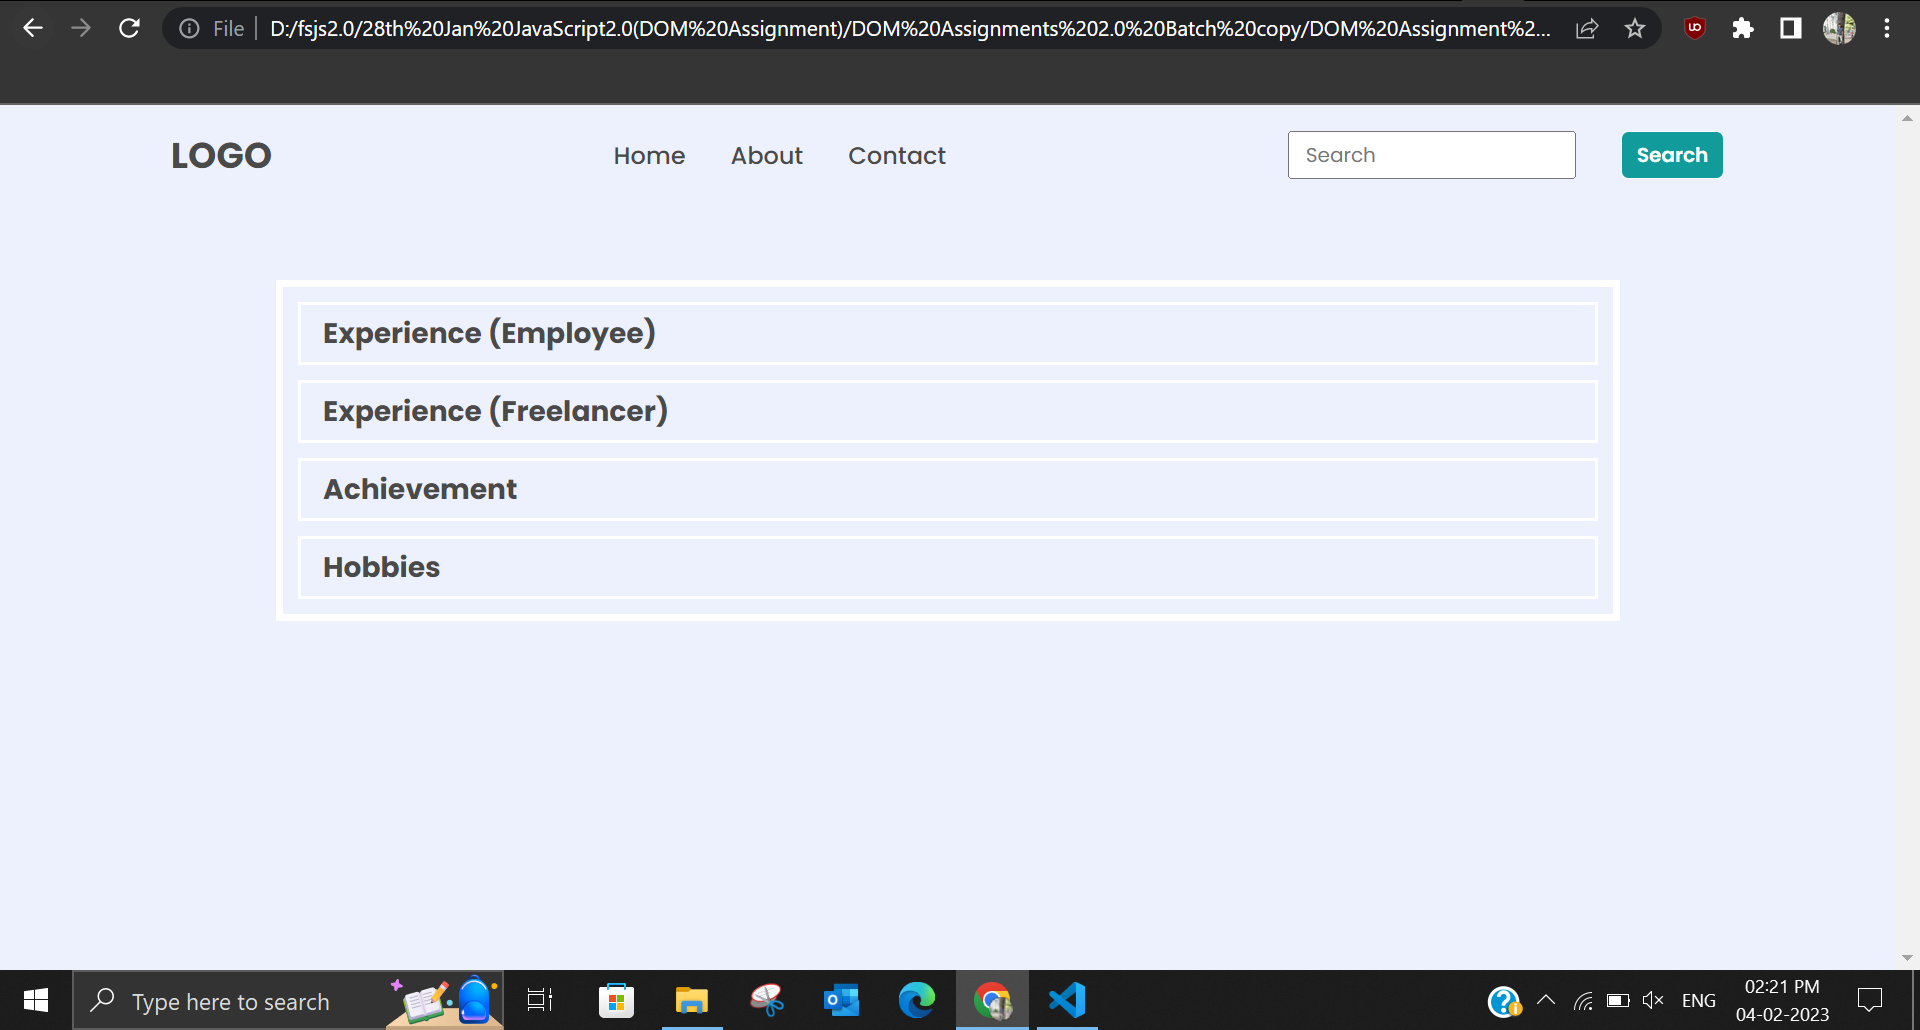 File D:/fsjs2.0/28th%20Jan%20JavaScript2.0(DOM%20Assignment)/DOM%20Assignments%202.0%20Batch%20copy/DOM%20Assignment%2...
LOGO Home About Contact Search Search
Experience (Employee)
Experience (Freelancer)
Achievement
Hobbies
Type here to search
ENG
02:21 PM
04-02-2023